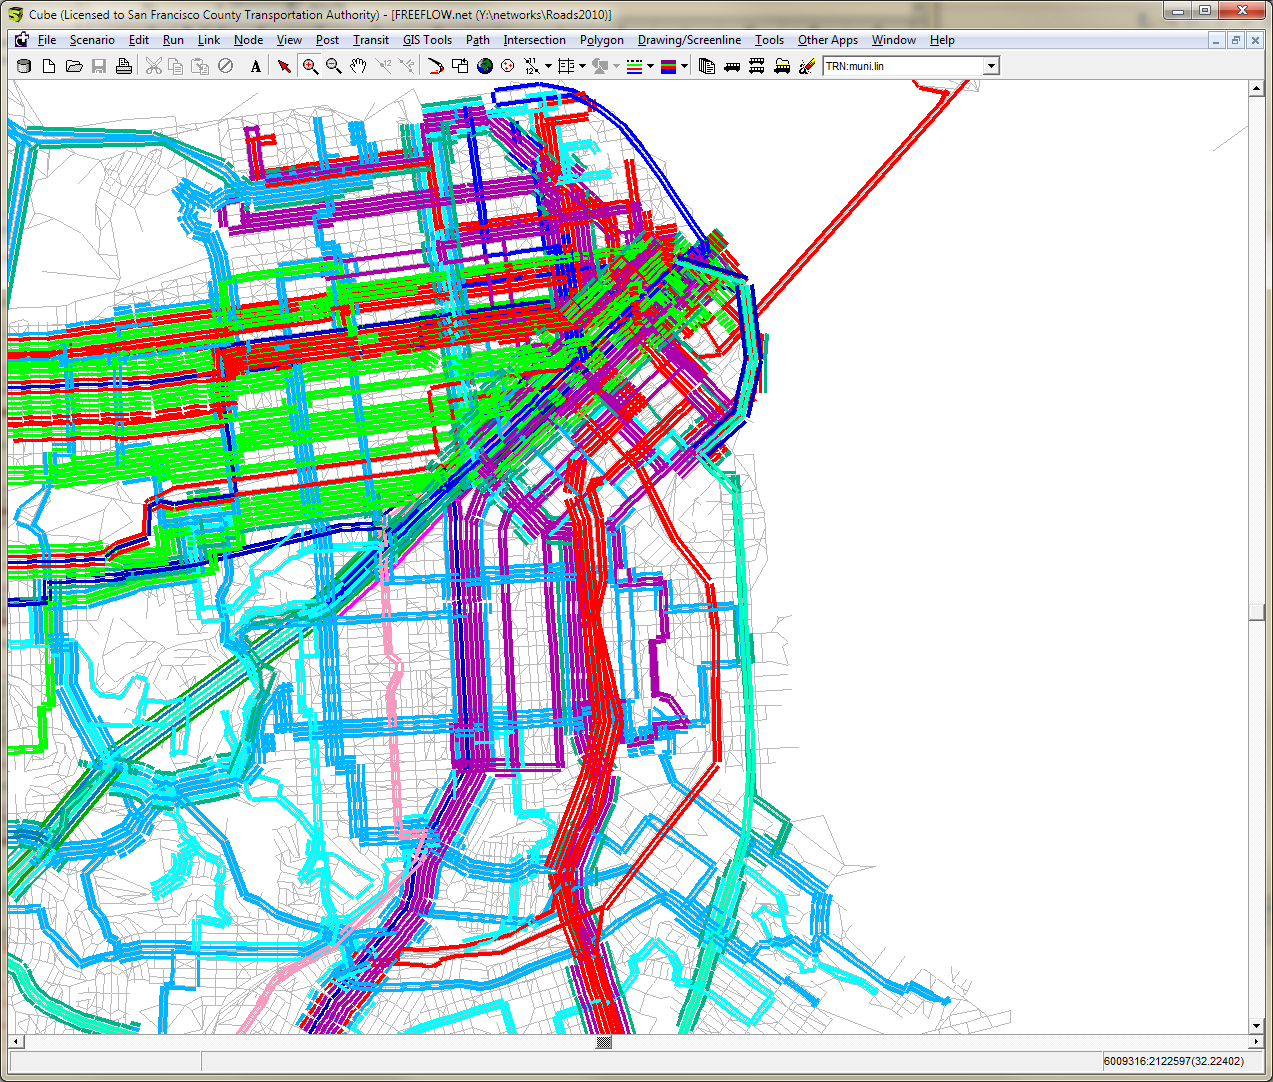 Cube (Licensed to San Francisco County Transportation Authority) - [FREEFLOW.net (Y:\networks\Roads2010)]
File Scenario Edit Run Link Node View Post Transit GIS Tools Path Intersection Polygon Drawing/Screenline Tools Other Apps Window Help
A TRN:muni.lin
6009316:2122597(32.22402)